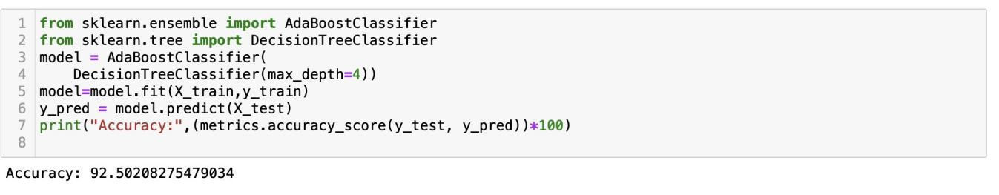 1 from sklearn.ensemble import AdaBoostClassifier
2 from sklearn.tree import DecisionTreeClassifier
3 model = AdaBoostClassifier(
4     DecisionTreeClassifier(max_depth=4))
5 model=model.fit(X_train,y_train)
6 y_pred = model.predict(X_test)
7 print("Accuracy:",(metrics.accuracy_score(y_test, y_pred))*100)
8
Accuracy: 92.50208275479034